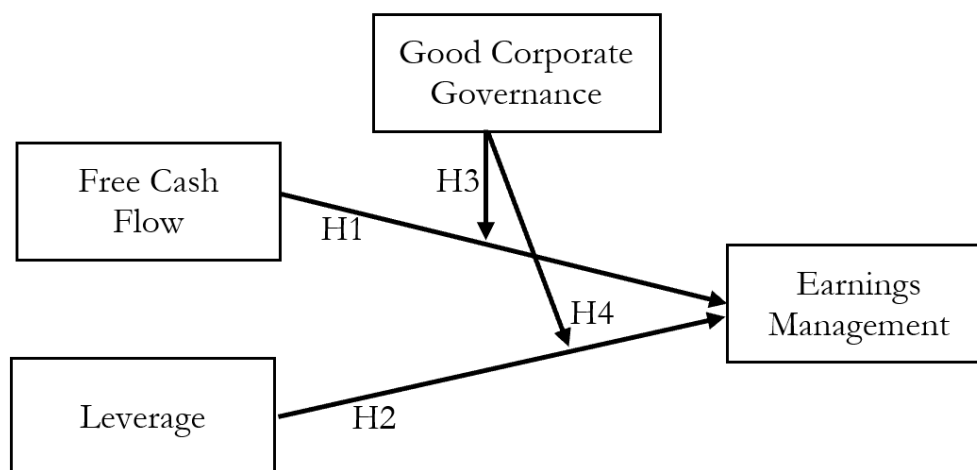 Good Corporate
Governance
Free Cash
Flow
H3
H1
Earnings
Management
H4
Leverage
H2